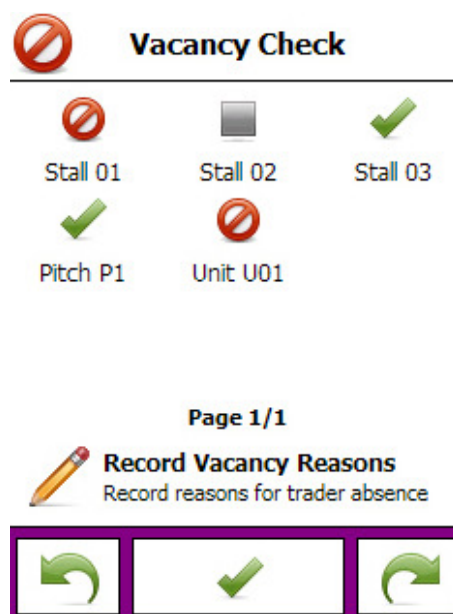 Vacancy Check
Stall 01 Stall 02 Stall 03
Pitch P1 Unit U01
Page 1/1
Record Vacancy Reasons
Record reasons for trader absence